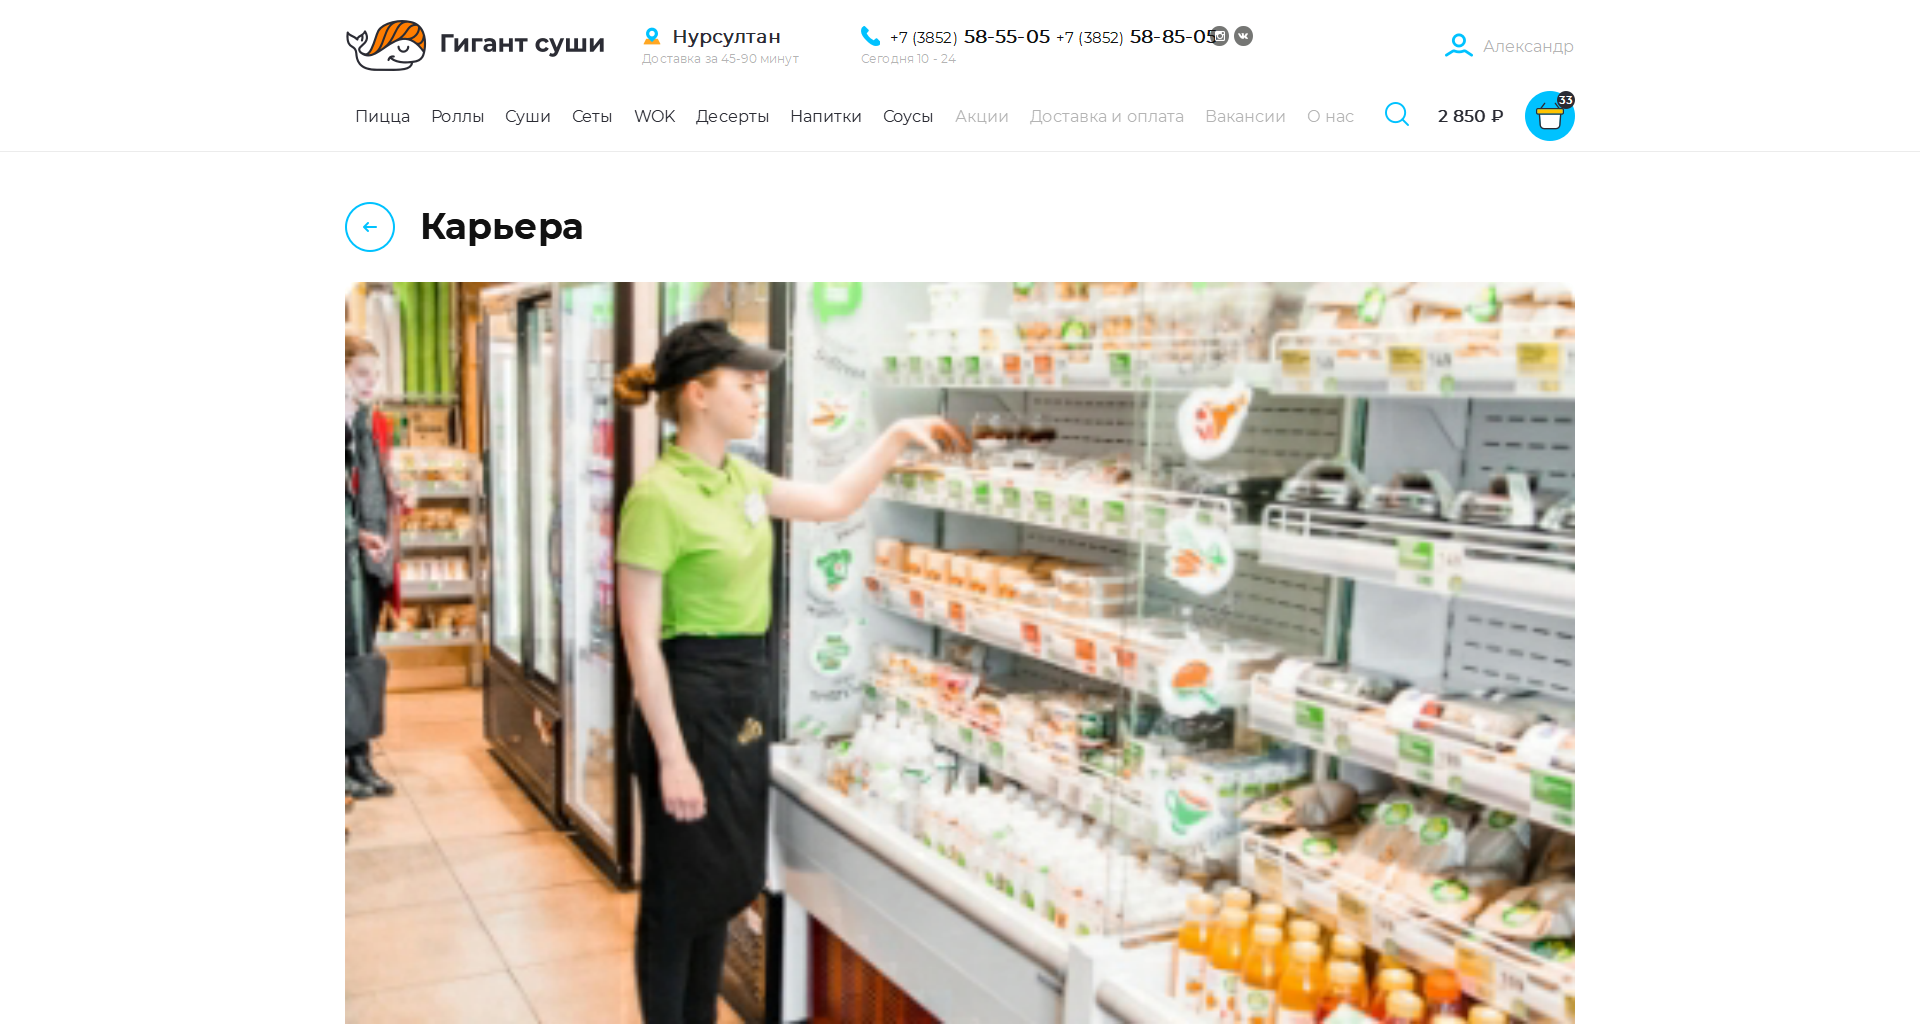 Гигант суши
Нурсултан
Доставка за 45-90 минут
+7 (3852) 58-55-05 +7 (3852) 58-85-05
Сегодня 10 - 24
Александр
Пицца Роллы Суши Сеты WOK Десерты Напитки Соусы Акции Доставка и оплата Вакансии О нас 2 850 ₽ 33
Карьера